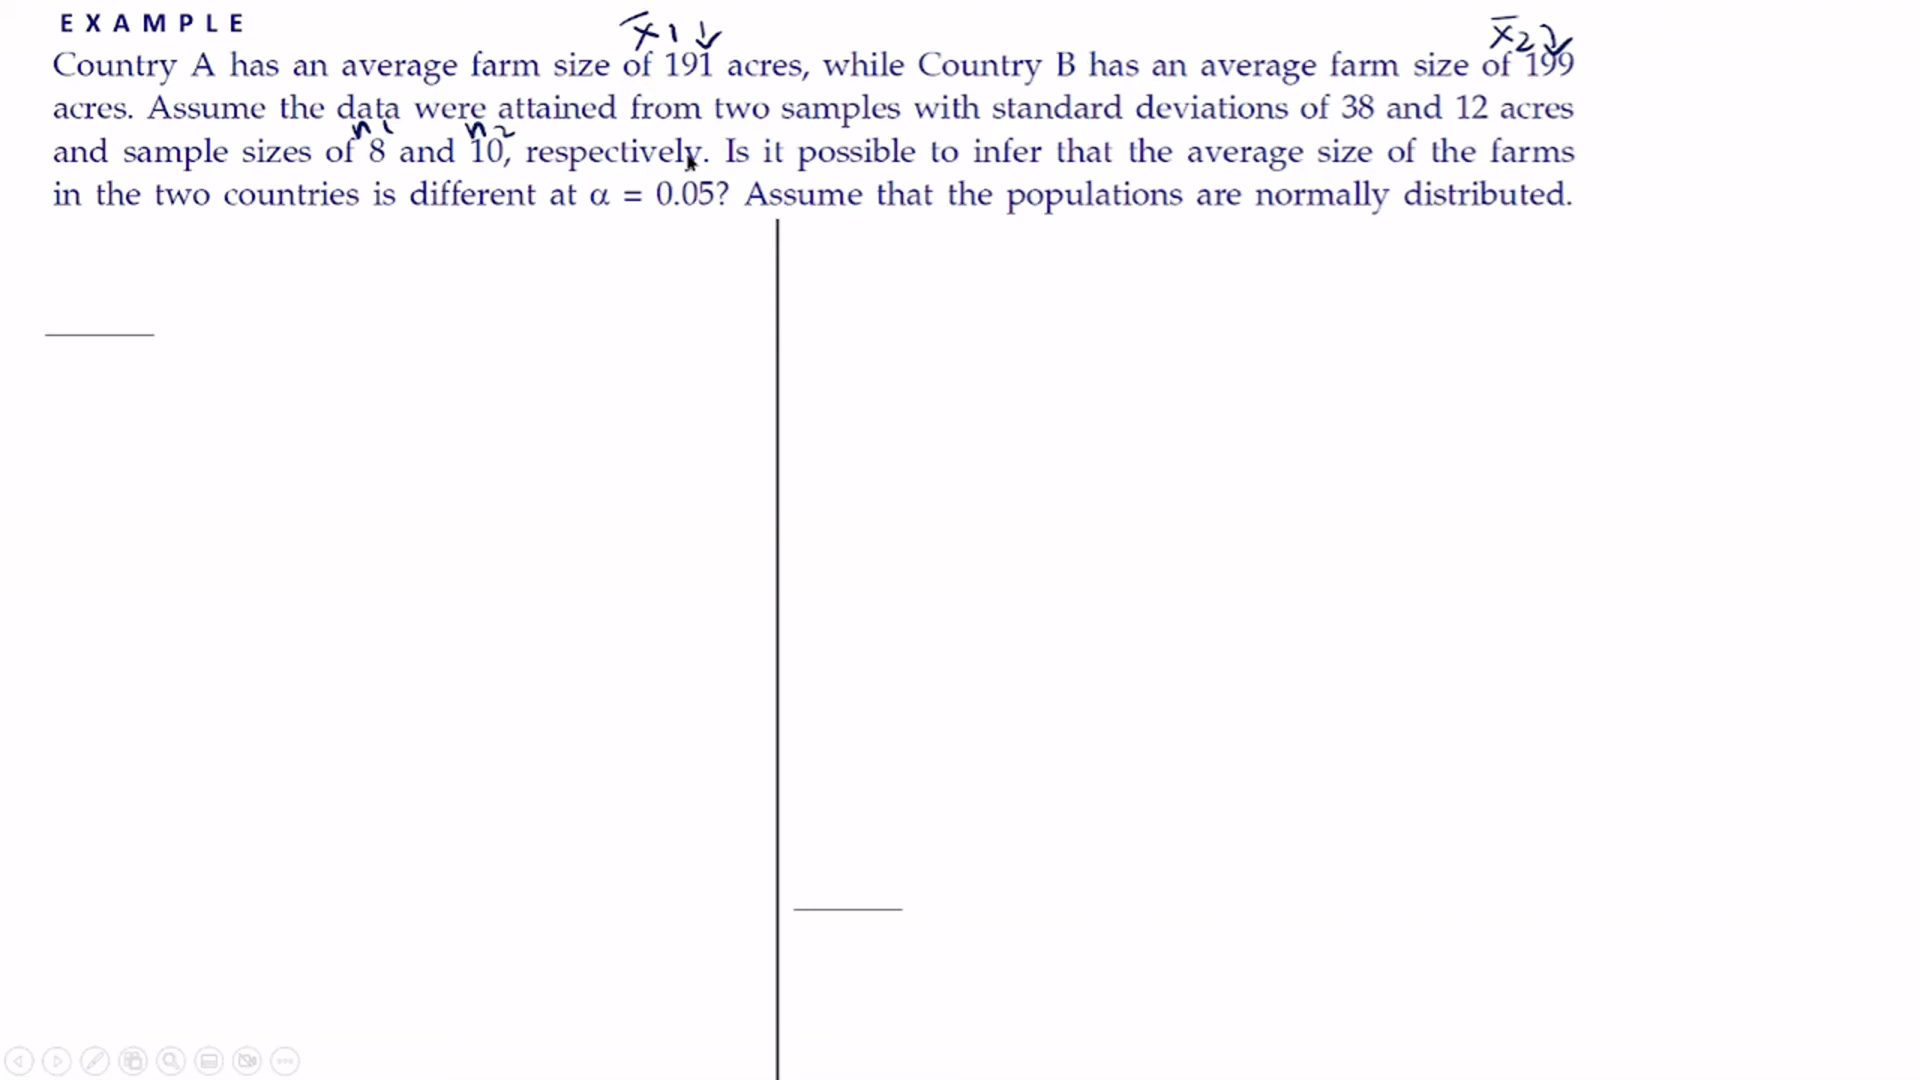 EXAMPLE
x̄1 x̄2
Country A has an average farm size of 191 acres, while Country B has an average farm size of 199
acres. Assume the data were attained from two samples with standard deviations of 38 and 12 acres
n1 n2
and sample sizes of 8 and 10, respectively. Is it possible to infer that the average size of the farms
in the two countries is different at α = 0.05? Assume that the populations are normally distributed.